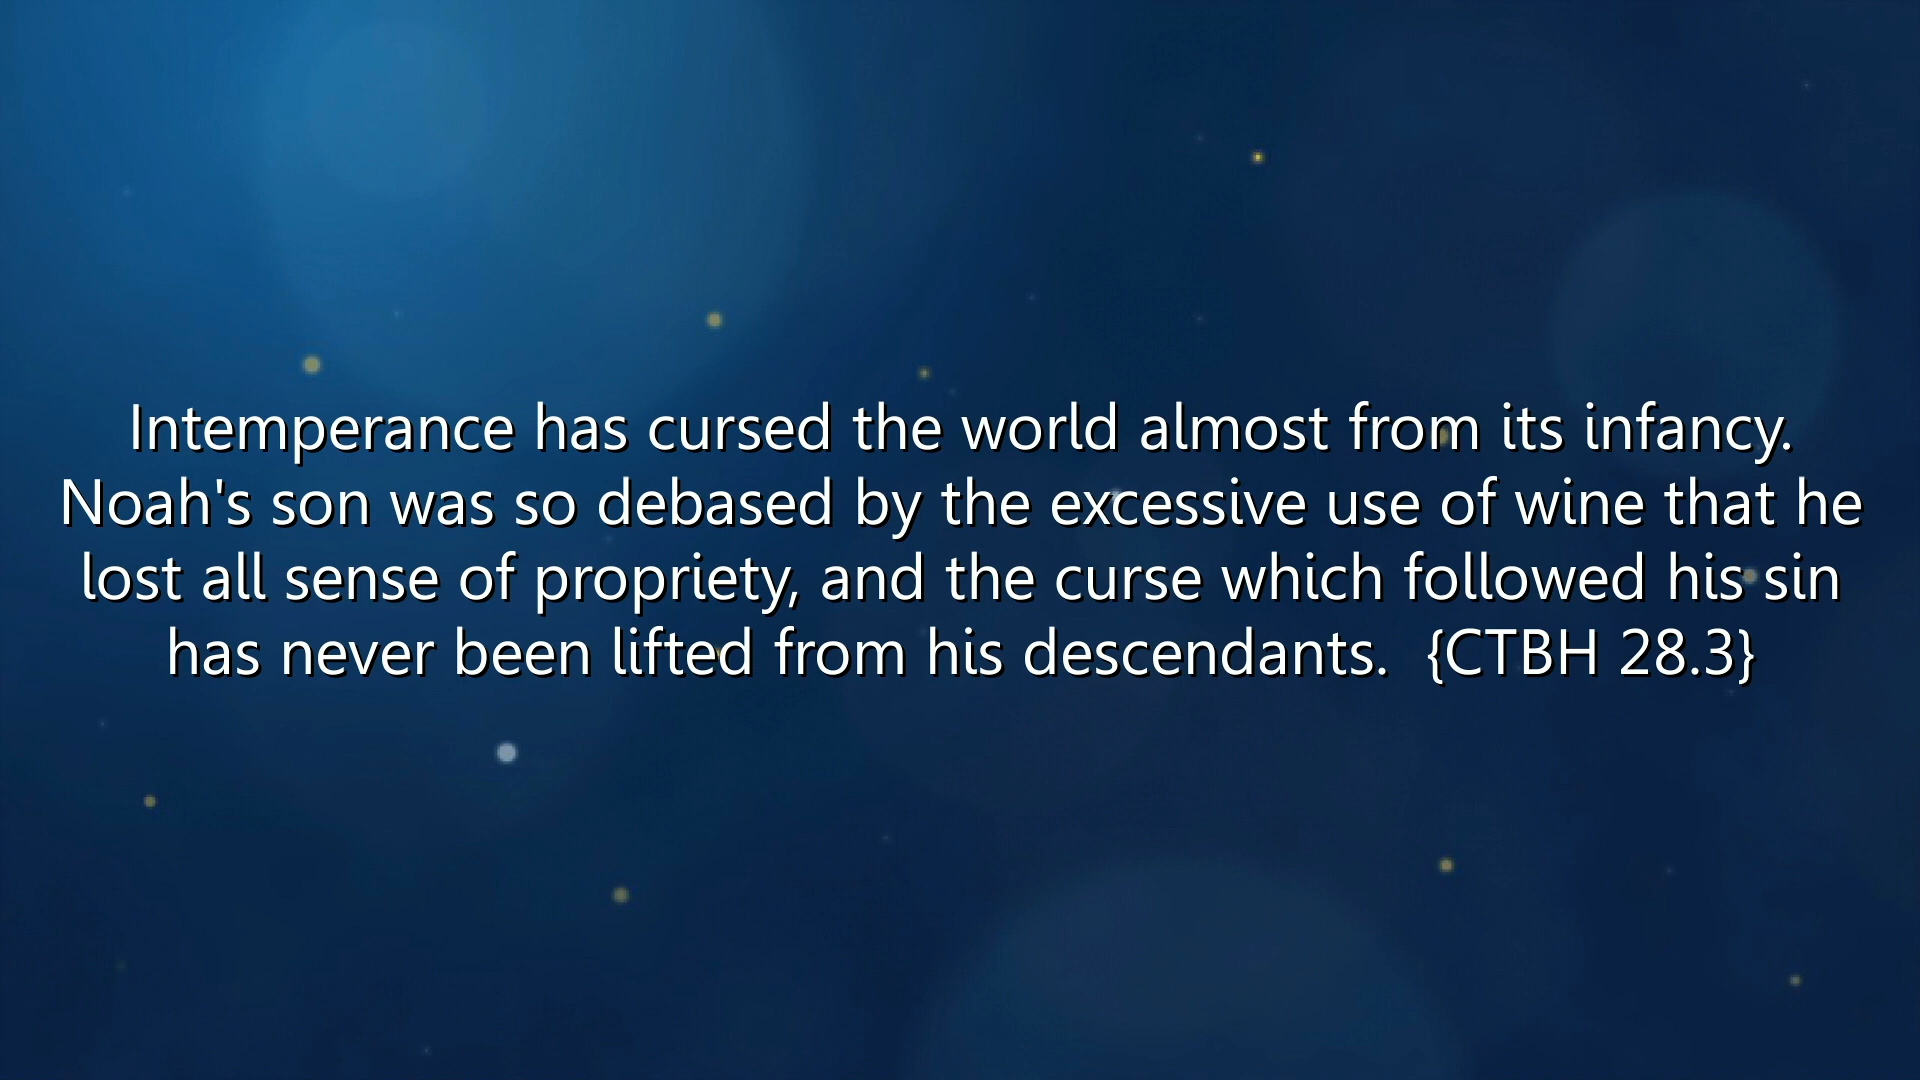 Intemperance has cursed the world almost from its infancy.
Noah's son was so debased by the excessive use of wine that he
lost all sense of propriety, and the curse which followed his sin
has never been lifted from his descendants.  {CTBH 28.3}